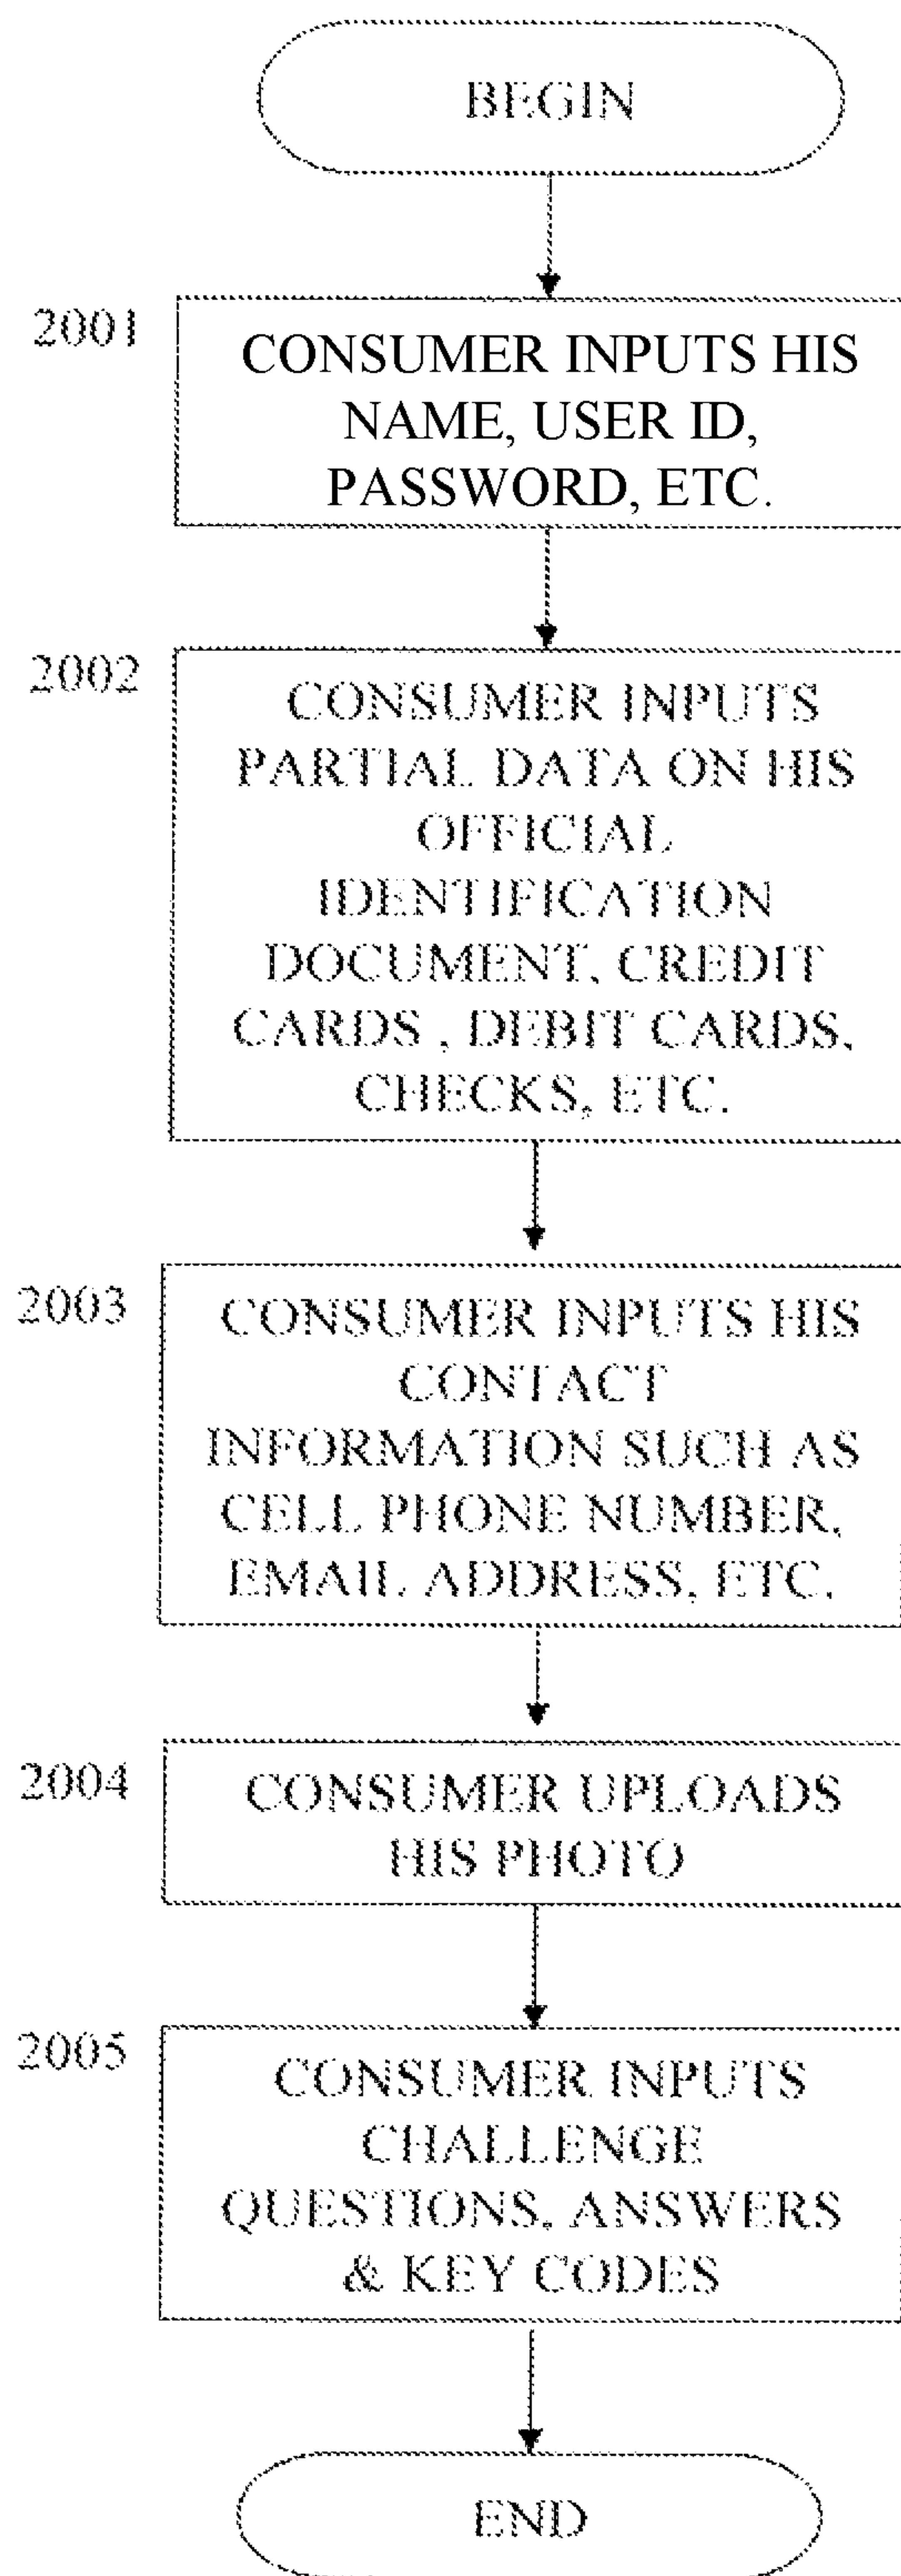 BEGIN
2001
CONSUMER INPUTS HIS
NAME, USER ID,
PASSWORD, ETC.
2002
CONSUMER INPUTS
PARTIAL DATA ON HIS
OFFICIAL
IDENTIFICATION
DOCUMENT, CREDIT
CARDS , DEBIT CARDS,
CHECKS, ETC.
2003
CONSUMER INPUTS HIS
CONTACT
INFORMATION SUCH AS
CELL PHONE NUMBER,
EMAIL ADDRESS, ETC.
2004
CONSUMER UPLOADS
HIS PHOTO
2005
CONSUMER INPUTS
CHALLENGE
QUESTIONS, ANSWERS
& KEY CODES
END